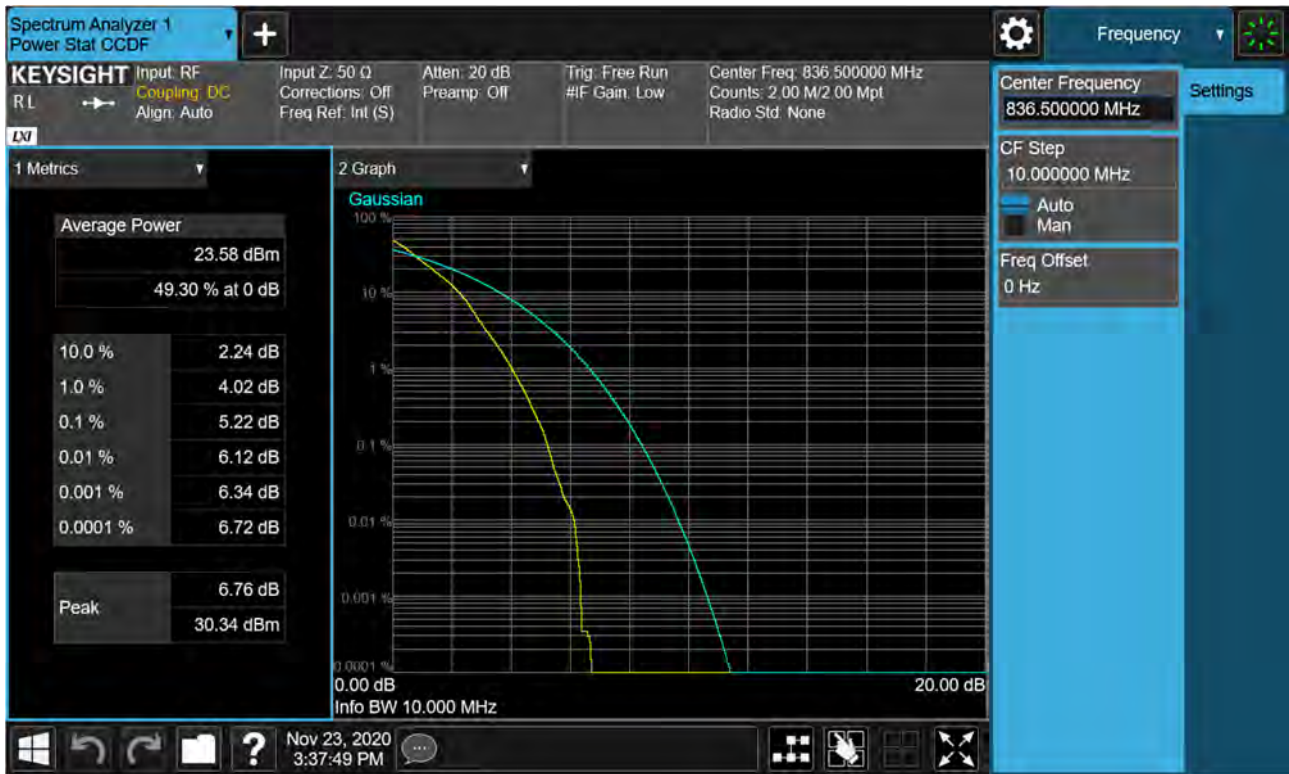 Spectrum Analyzer 1
Power Stat CCDF
Frequency
KEYSIGHT
RL
LXI
Input: RF
Coupling: DC
Align: Auto
Input Z: 50 Ω
Corrections: Off
Freq Ref: Int (S)
Atten: 20 dB
Preamp: Off
Trig: Free Run
#IF Gain: Low
Center Freq: 836.500000 MHz
Counts: 2.00 M/2.00 Mpt
Radio Std: None
Center Frequency
836.500000 MHz
Settings
CF Step
10.000000 MHz
Auto
Man
Freq Offset
0 Hz
1 Metrics
Average Power
23.58 dBm
49.30 % at 0 dB
10.0 % 2.24 dB
1.0 % 4.02 dB
0.1 % 5.22 dB
0.01 % 6.12 dB
0.001 % 6.34 dB
0.0001 % 6.72 dB
Peak
6.76 dB
30.34 dBm
2 Graph
Gaussian
100 %
10 %
1 %
0.1 %
0.01 %
0.001 %
0.0001 %
0.00 dB 20.00 dB
Info BW 10.000 MHz
?
Nov 23, 2020
3:37:49 PM